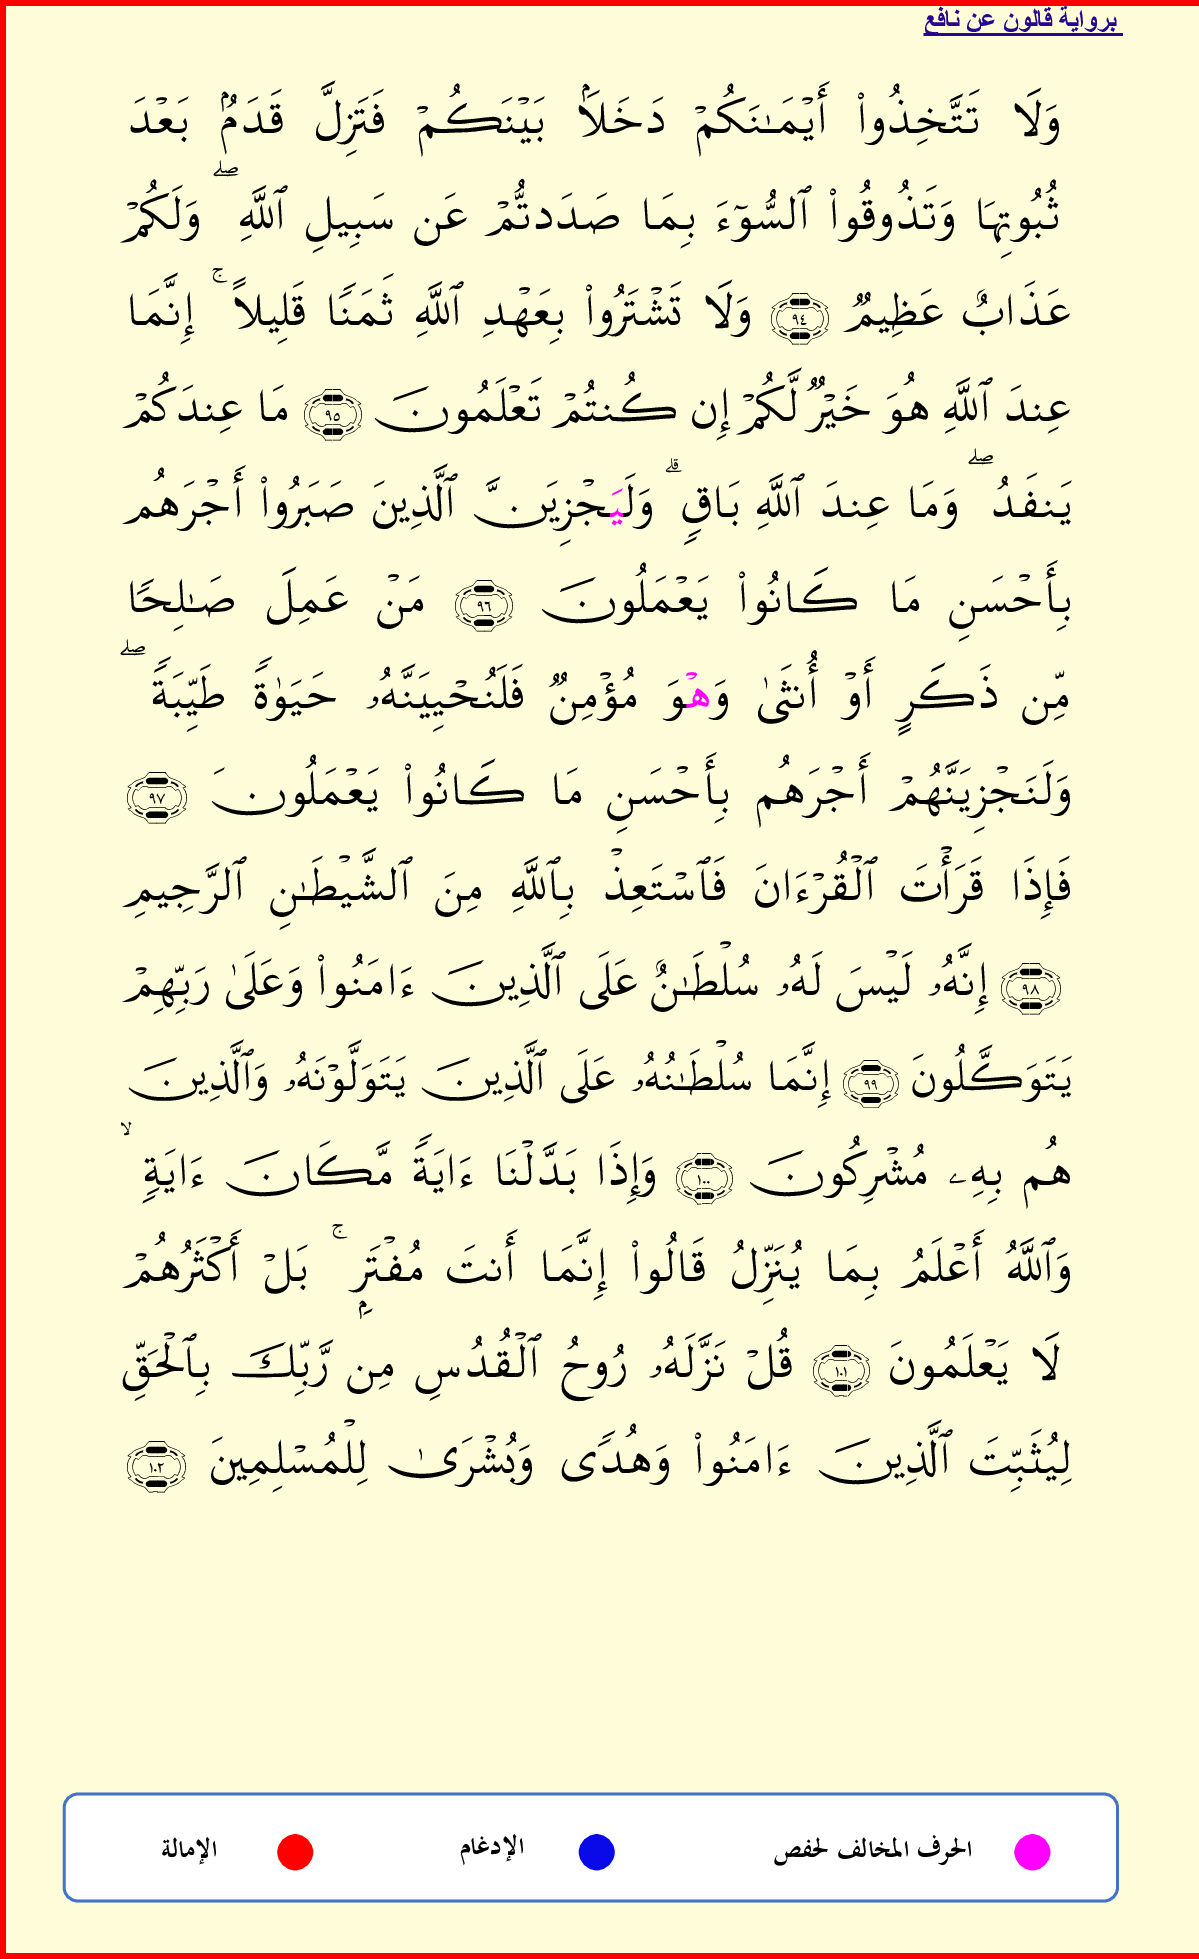 برواية قالون عن نافع
وَلَا تَتَّخِذُواْ أَيۡمَـٰنَكُمۡ دَخَلَاۢ بَيۡنَكُمۡ فَتَزِلَّ قَدَمُۢ بَعۡدَ
ثُبُوتِهَا وَتَذُوقُواْ ٱلسُّوٓءَ بِمَا صَدَدتُّمۡ عَن سَبِيلِ ٱللَّهِ ۖ وَلَكُمۡ
عَذَابٌ عَظِيمٌ ٩٤ وَلَا تَشۡتَرُواْ بِعَهۡدِ ٱللَّهِ ثَمَنًا قَلِيلاً ۚ إِنَّمَا
عِندَ ٱللَّهِ هُوَ خَيۡرٌ لَّكُمۡ إِن كُنتُمۡ تَعۡلَمُونَ ٩٥ مَا عِندَكُمۡ
يَنفَدُ ۖ وَمَا عِندَ ٱللَّهِ بَاقٍ ۗ وَلَيَجۡزِيَنَّ ٱلَّذِينَ صَبَرُواْ أَجۡرَهُم
بِأَحۡسَنِ مَا كَانُواْ يَعۡمَلُونَ ٩٦ مَنۡ عَمِلَ صَـٰلِحًا
مِّن ذَكَرٍ أَوۡ أُنثَىٰ وَهۡوَ مُؤۡمِنٌ فَلَنُحۡيِيَنَّهُۥ حَيَوٰةً طَيِّبَةً ۖ
وَلَنَجۡزِيَنَّهُمۡ أَجۡرَهُم بِأَحۡسَنِ مَا كَانُواْ يَعۡمَلُونَ ٩٧
فَإِذَا قَرَأۡتَ ٱلۡقُرۡءَانَ فَٱسۡتَعِذۡ بِٱللَّهِ مِنَ ٱلشَّيۡطَـٰنِ ٱلرَّجِيمِ
٩٨ إِنَّهُۥ لَيۡسَ لَهُۥ سُلۡطَـٰنٌ عَلَى ٱلَّذِينَ ءَامَنُواْ وَعَلَىٰ رَبِّهِمۡ
يَتَوَكَّلُونَ ٩٩ إِنَّمَا سُلۡطَـٰنُهُۥ عَلَى ٱلَّذِينَ يَتَوَلَّوۡنَهُۥ وَٱلَّذِينَ
هُم بِهِۦ مُشۡرِكُونَ ١٠٠ وَإِذَا بَدَّلۡنَا ءَايَةً مَّكَانَ ءَايَةٍ ۙ
وَٱللَّهُ أَعۡلَمُ بِمَا يُنَزِّلُ قَالُواْ إِنَّمَا أَنتَ مُفۡتَرِۭ ۚ بَلۡ أَكۡثَرُهُمۡ
لَا يَعۡلَمُونَ ١٠١ قُلۡ نَزَّلَهُۥ رُوحُ ٱلۡقُدُسِ مِن رَّبِّكَ بِٱلۡحَقِّ
لِيُثَبِّتَ ٱلَّذِينَ ءَامَنُواْ وَهُدًى وَبُشۡرَىٰ لِلۡمُسۡلِمِينَ ١٠٢
الحرف المخالف لحفص الإدغام الإمالة